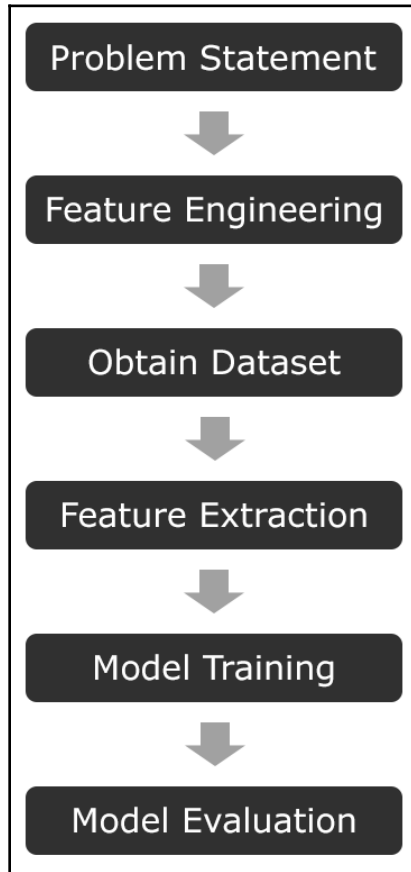 Problem Statement
Feature Engineering
Obtain Dataset
Feature Extraction
Model Training
Model Evaluation